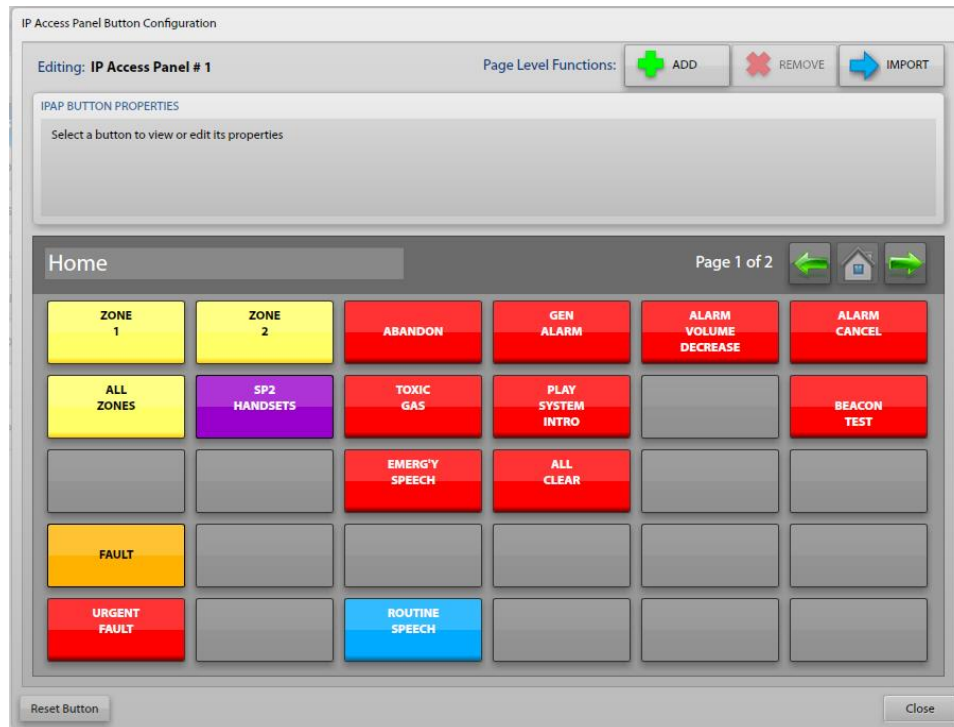 IP Access Panel Button Configuration
Editing: IP Access Panel # 1
Page Level Functions:
ADD
REMOVE
IMPORT
IPAP BUTTON PROPERTIES
Select a button to view or edit its properties
Home
Page 1 of 2
ZONE
1
ZONE
2
ABANDON
GEN
ALARM
ALARM
VOLUME
DECREASE
ALARM
CANCEL
ALL
ZONES
SP2
HANDSETS
TOXIC
GAS
PLAY
SYSTEM
INTRO
BEACON
TEST
EMERG'Y
SPEECH
ALL
CLEAR
FAULT
URGENT
FAULT
ROUTINE
SPEECH
Reset Button
Close